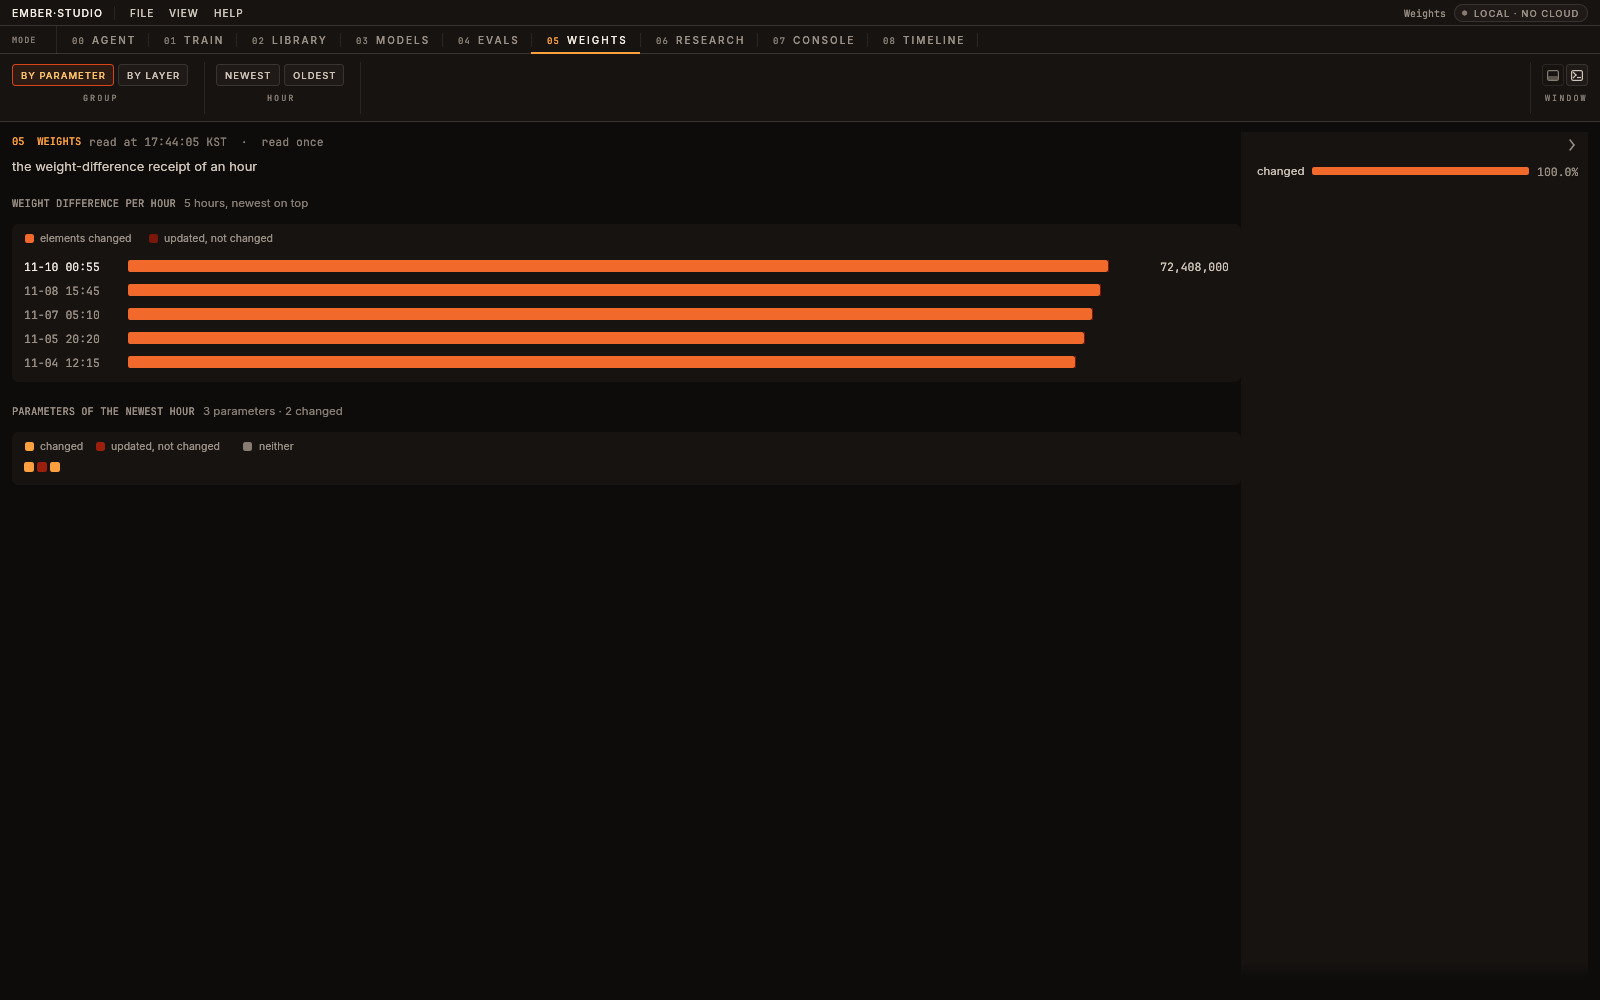 EMBER·STUDIO FILE VIEW HELP Weights LOCAL · NO CLOUD
MODE 00 AGENT 01 TRAIN 02 LIBRARY 03 MODELS 04 EVALS 05 WEIGHTS 06 RESEARCH 07 CONSOLE 08 TIMELINE
BY PARAMETER BY LAYER NEWEST OLDEST
GROUP HOUR WINDOW
05 WEIGHTS read at 17:44:05 KST · read once
the weight-difference receipt of an hour
changed 100.0%
WEIGHT DIFFERENCE PER HOUR 5 hours, newest on top
elements changed updated, not changed
11-10 00:55 72,408,000
11-08 15:45
11-07 05:10
11-05 20:20
11-04 12:15
PARAMETERS OF THE NEWEST HOUR 3 parameters · 2 changed
changed updated, not changed neither